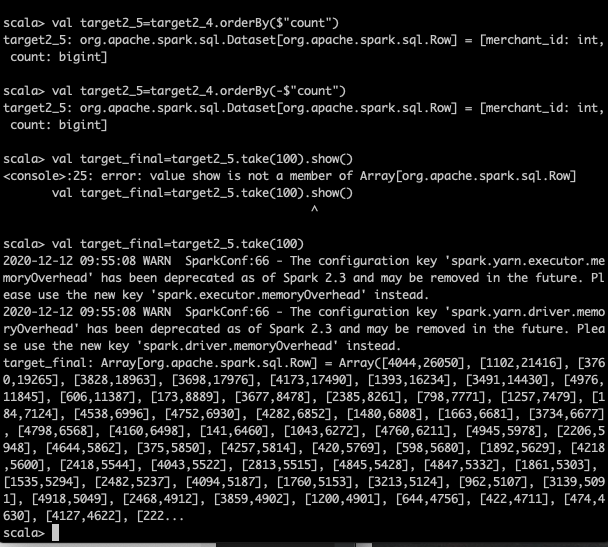 scala> val target2_5=target2_4.orderBy($"count")
target2_5: org.apache.spark.sql.Dataset[org.apache.spark.sql.Row] = [merchant_id: int,
 count: bigint]
scala> val target2_5=target2_4.orderBy(-$"count")
target2_5: org.apache.spark.sql.Dataset[org.apache.spark.sql.Row] = [merchant_id: int,
 count: bigint]
scala> val target_final=target2_5.take(100).show()
<console>:25: error: value show is not a member of Array[org.apache.spark.sql.Row]
       val target_final=target2_5.take(100).show()
                                            ^
scala> val target_final=target2_5.take(100)
2020-12-12 09:55:08 WARN  SparkConf:66 - The configuration key 'spark.yarn.executor.me
moryOverhead' has been deprecated as of Spark 2.3 and may be removed in the future. Pl
ease use the new key 'spark.executor.memoryOverhead' instead.
2020-12-12 09:55:08 WARN  SparkConf:66 - The configuration key 'spark.yarn.driver.memo
ryOverhead' has been deprecated as of Spark 2.3 and may be removed in the future. Plea
se use the new key 'spark.driver.memoryOverhead' instead.
target_final: Array[org.apache.spark.sql.Row] = Array([4044,26050], [1102,21416], [376
0,19265], [3828,18963], [3698,17976], [4173,17490], [1393,16234], [3491,14430], [4976,
11845], [606,11387], [173,8889], [3677,8478], [2385,8261], [798,7771], [1257,7479], [1
84,7124], [4538,6996], [4752,6930], [4282,6852], [1480,6808], [1663,6681], [3734,6677]
, [4798,6568], [4160,6498], [141,6460], [1043,6272], [4760,6211], [4945,5978], [2206,5
948], [4644,5862], [375,5850], [4257,5814], [420,5769], [598,5680], [1892,5629], [4218
,5600], [2418,5544], [4043,5522], [2813,5515], [4845,5428], [4847,5332], [1861,5303],
[1535,5294], [2482,5237], [4094,5187], [1760,5153], [3213,5124], [962,5107], [3139,509
1], [4918,5049], [2468,4912], [3859,4902], [1200,4901], [644,4756], [422,4711], [474,4
630], [4127,4622], [222...
scala>